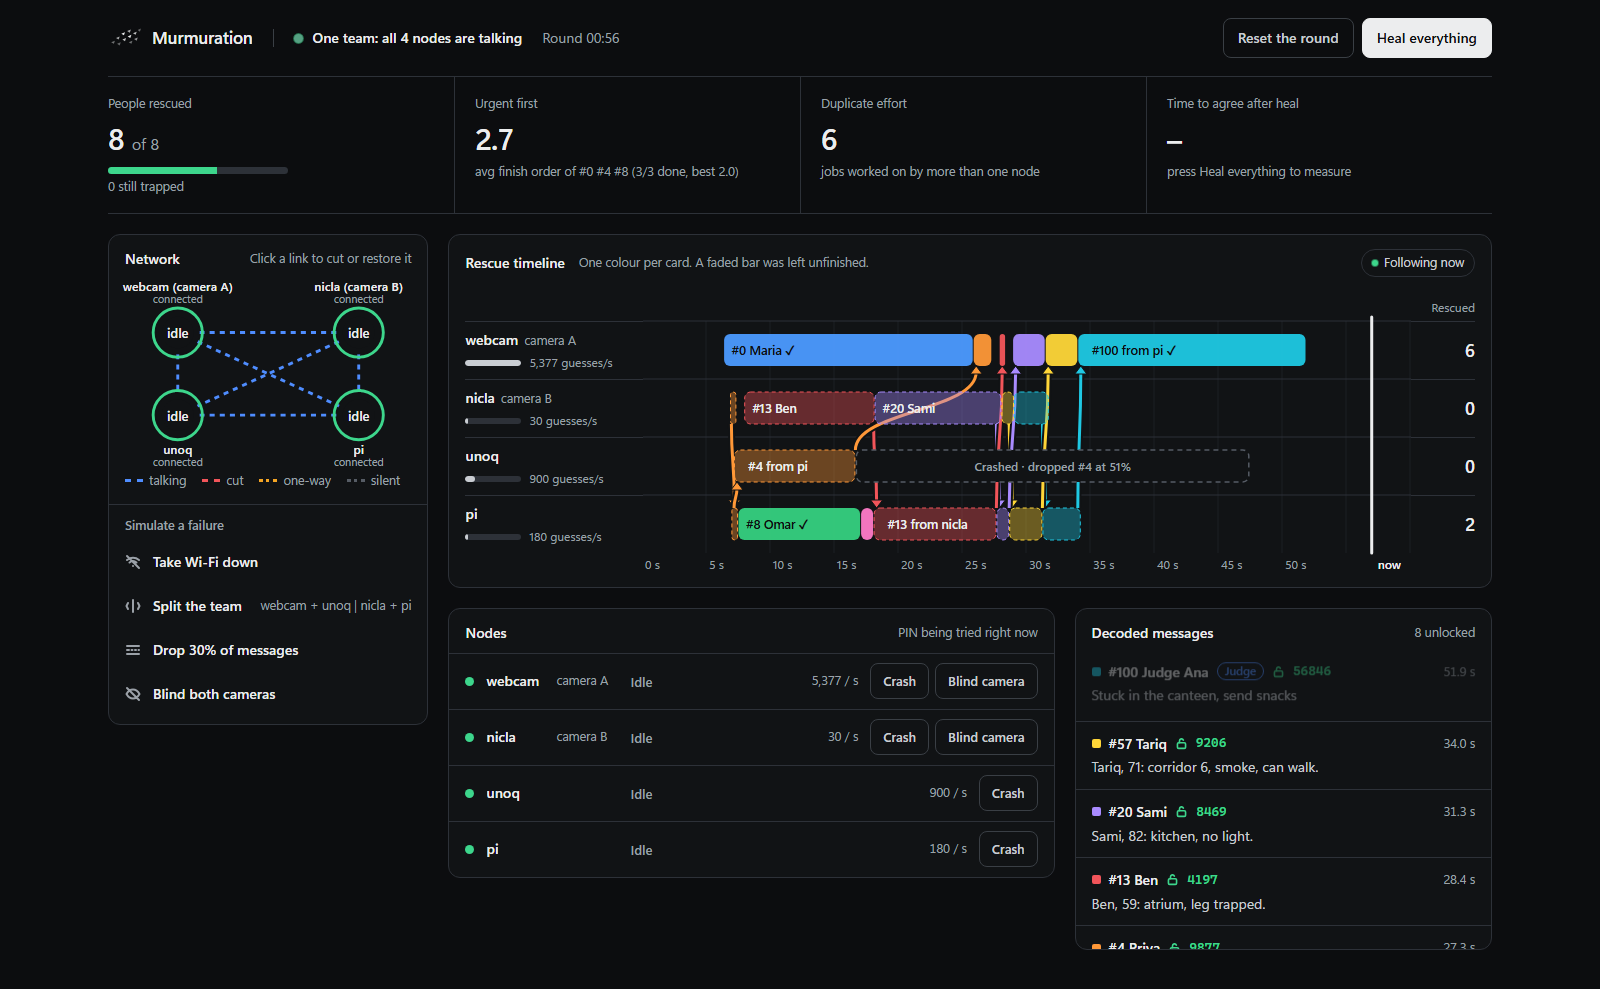 Murmuration
One team: all 4 nodes are talking
Round 00:56
Reset the round
Heal everything
People rescued
8 of 8
0 still trapped
Urgent first
2.7
avg finish order of #0 #4 #8 (3/3 done, best 2.0)
Duplicate effort
6
jobs worked on by more than one node
Time to agree after heal
–
press Heal everything to measure
Network
Click a link to cut or restore it
webcam (camera A)
connected
idle
nicla (camera B)
connected
idle
idle
unoq
connected
idle
pi
connected
talking
cut
one-way
silent
Simulate a failure
Take Wi-Fi down
Split the team
webcam + unoq | nicla + pi
Drop 30% of messages
Blind both cameras
Rescue timeline
One colour per card. A faded bar was left unfinished.
Following now
Rescued
webcam camera A
5,377 guesses/s
#0 Maria ✓
#100 from pi ✓
6
nicla camera B
30 guesses/s
#13 Ben
#20 Sami
0
unoq
900 guesses/s
#4 from pi
Crashed · dropped #4 at 51%
0
pi
180 guesses/s
#8 Omar ✓
#13 from nicla
2
0 s
5 s
10 s
15 s
20 s
25 s
30 s
35 s
40 s
45 s
50 s
now
Nodes
PIN being tried right now
webcam camera A Idle 5,377 / s Crash Blind camera
nicla camera B Idle 30 / s Crash Blind camera
unoq Idle 900 / s Crash
pi Idle 180 / s Crash
Decoded messages
8 unlocked
#100 Judge Ana Judge 56846 51.9 s
Stuck in the canteen, send snacks
#57 Tariq 9206 34.0 s
Tariq, 71: corridor 6, smoke, can walk.
#20 Sami 8469 31.3 s
Sami, 82: kitchen, no light.
#13 Ben 4197 28.4 s
Ben, 59: atrium, leg trapped.
#4 Priya 9877 27.3 s